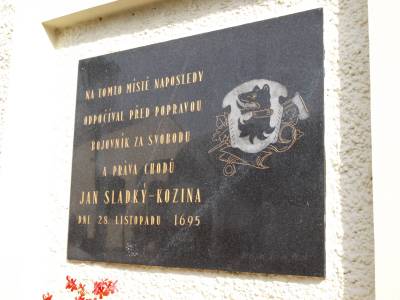 NA TOMTO MÍSTĚ NAPOSLEDY
ODPOČÍVAL PŘED POPRAVOU
BOJOVNÍK ZA SVOBODU
A PRÁVA CHODŮ
JAN SLADKÝ-KOZINA
DNE 28. LISTOPADU 1695